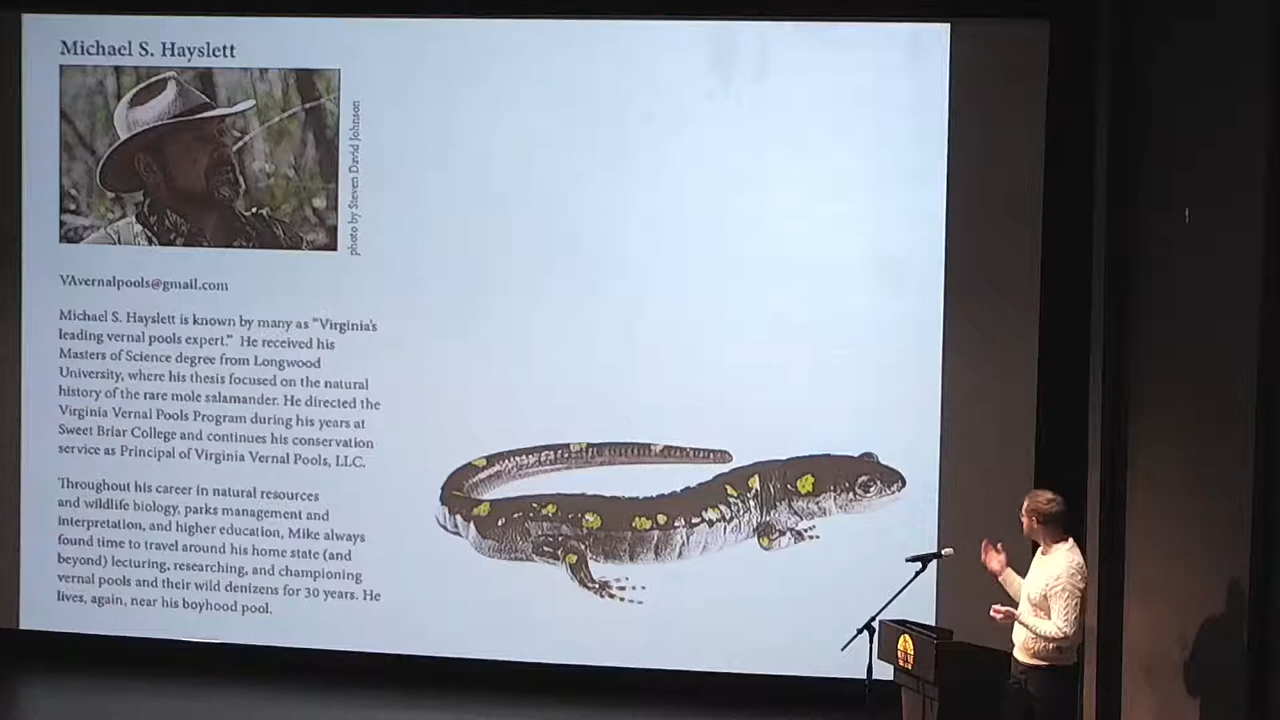 Michael S. Hayslett
photo by Steven David Johnson
VAvernalpools@gmail.com
Michael S. Hayslett is known by many as "Virginia's
leading vernal pools expert." He received his
Masters of Science degree from Longwood
University, where his thesis focused on the natural
history of the rare mole salamander. He directed the
Virginia Vernal Pools Program during his years at
Sweet Briar College and continues his conservation
service as Principal of Virginia Vernal Pools, LLC.
Throughout his career in natural resources
and wildlife biology, parks management and
interpretation, and higher education, Mike always
found time to travel around his home state (and
beyond) lecturing, researching, and championing
vernal pools and their wild denizens for 30 years. He
lives, again, near his boyhood pool.